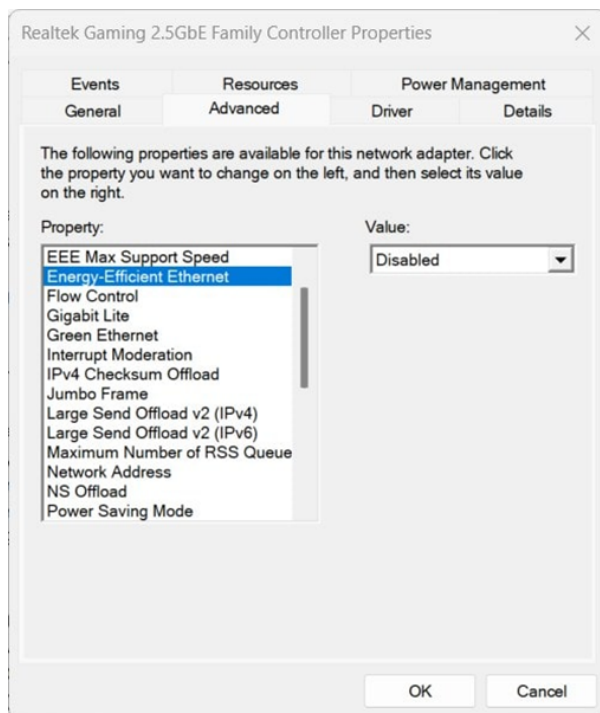 Realtek Gaming 2.5GbE Family Controller Properties
Events Resources Power Management
General Advanced Driver Details
The following properties are available for this network adapter. Click
the property you want to change on the left, and then select its value
on the right.
Property: Value:
EEE Max Support Speed Disabled
Energy-Efficient Ethernet
Flow Control
Gigabit Lite
Green Ethernet
Interrupt Moderation
IPv4 Checksum Offload
Jumbo Frame
Large Send Offload v2 (IPv4)
Large Send Offload v2 (IPv6)
Maximum Number of RSS Queue
Network Address
NS Offload
Power Saving Mode
OK Cancel